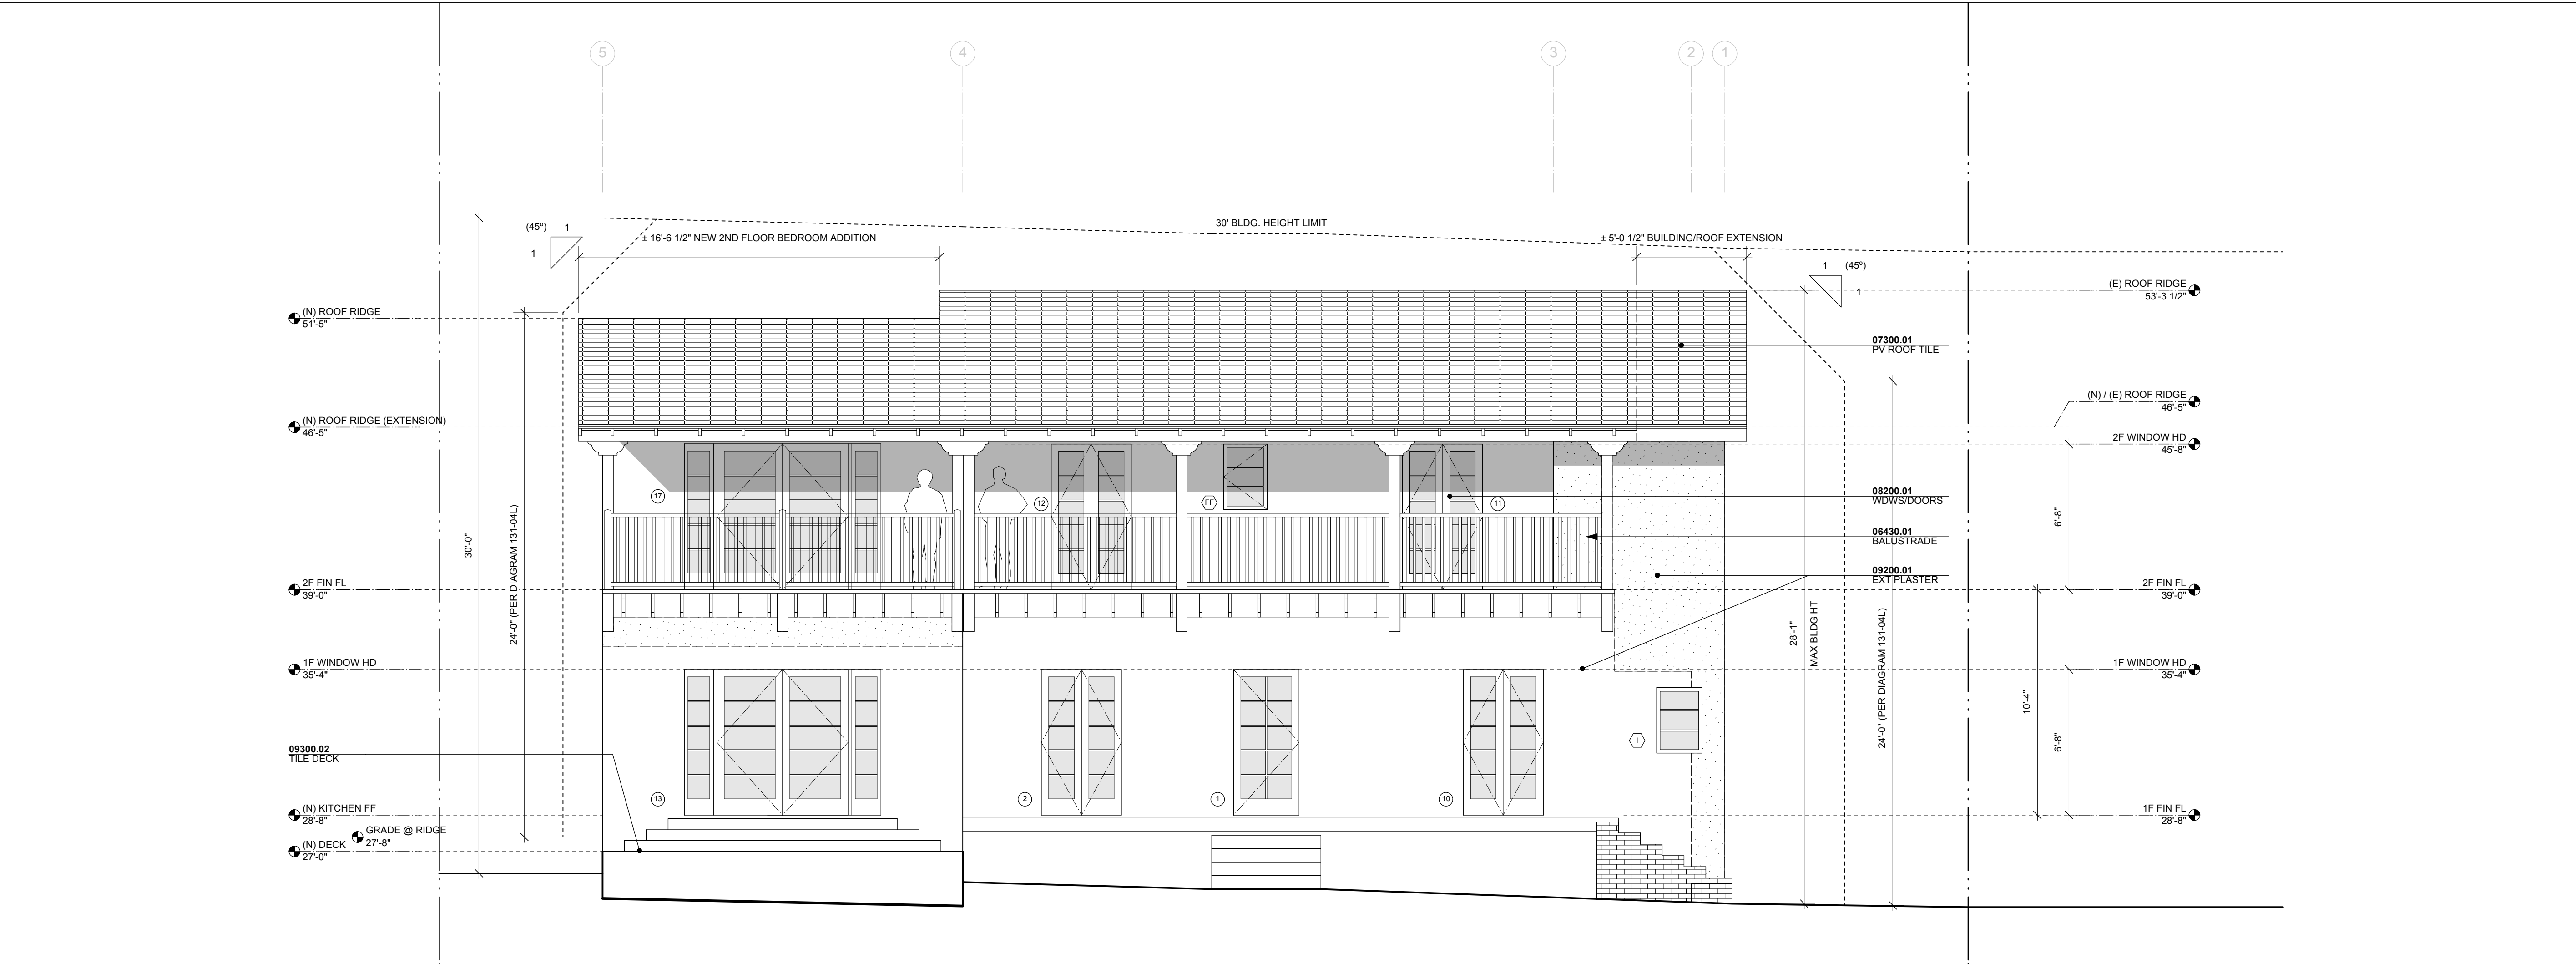 5
4
3
2
1
30' BLDG. HEIGHT LIMIT
(45º)
1
1
± 16'-6 1/2" NEW 2ND FLOOR BEDROOM ADDITION
± 5'-0 1/2" BUILDING/ROOF EXTENSION
1
(45º)
1
(N) ROOF RIDGE
51'-5"
(E) ROOF RIDGE
53'-3 1/2"
07300.01
PV ROOF TILE
(N) ROOF RIDGE (EXTENSION)
46'-5"
(N) / (E) ROOF RIDGE
46'-5"
2F WINDOW HD
45'-8"
17
12
FF
11
08200.01
WDWS/DOORS
06430.01
BALUSTRADE
09200.01
EXT PLASTER
30'-0"
24'-0" (PER DIAGRAM 131-04L)
6'-8"
2F FIN FL
39'-0"
2F FIN FL
39'-0"
28'-1"
MAX BLDG HT
24'-0" (PER DIAGRAM 131-04L)
1F WINDOW HD
35'-4"
1F WINDOW HD
35'-4"
10'-4"
6'-8"
I
09300.02
TILE DECK
13
2
1
10
(N) KITCHEN FF
28'-8"
1F FIN FL
28'-8"
GRADE @ RIDGE
27'-8"
(N) DECK
27'-0"